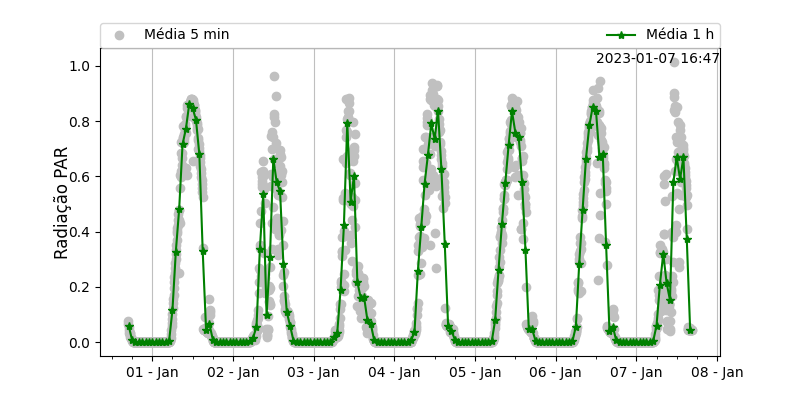 Média 5 min
Média 1 h
2023-01-07 16:47
Radiação PAR
1.0
0.8
0.6
0.4
0.2
0.0
01 - Jan
02 - Jan
03 - Jan
04 - Jan
05 - Jan
06 - Jan
07 - Jan
08 - Jan